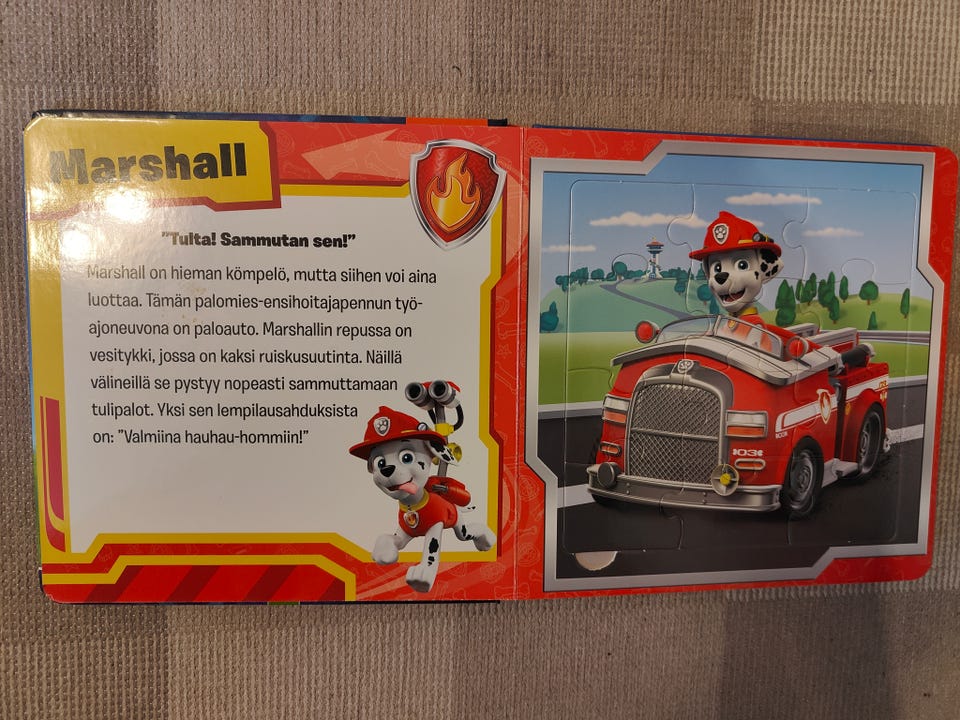 Marshall
"Tulta! Sammutan sen!"
Marshall on hieman kömpelö, mutta siihen voi aina
luottaa. Tämän palomies-ensihoitajapennun työ-
ajoneuvona on paloauto. Marshallin repussa on
vesitykki, jossa on kaksi ruiskusuutinta. Näillä
välineillä se pystyy nopeasti sammuttamaan
tulipalot. Yksi sen lempilausahduksista
on: "Valmiina hauhau-hommiin!"
03